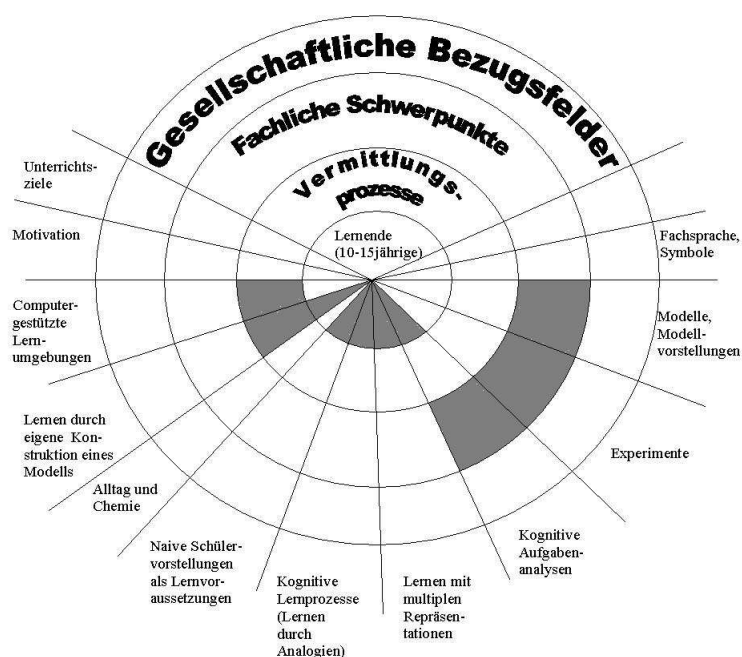 Gesellschaftliche Bezugsfelder
Fachliche Schwerpunkte
Vermittlungs-
prozesse
Lernende
(10-15jährige)
Unterrichts-
ziele
Motivation
Computer-
gestützte
Lern-
umgebungen
Lernen durch
eigene Kon-
struktion eines
Modells
Alltag und
Chemie
Naive Schüler-
vorstellungen
als Lernvor-
aussetzungen
Kognitive
Lernprozesse
(Lernen
durch
Analogien)
Lernen mit
multiplen
Repräsen-
tationen
Kognitive
Aufgaben-
analysen
Experimente
Modelle,
Modell-
vorstellungen
Fachsprache,
Symbole